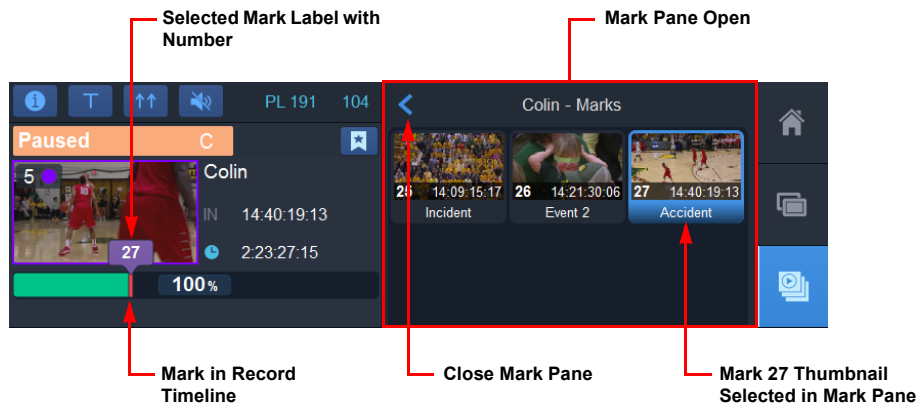 Selected Mark Label with
Number
Mark Pane Open
PL 191 104
Colin - Marks
Paused C
5
Colin
IN 14:40:19:13
27
2:23:27:15
100%
25 14:09:15:17
Incident
26 14:21:30:06
Event 2
27 14:40:19:13
Accident
Mark in Record
Timeline
Close Mark Pane
Mark 27 Thumbnail
Selected in Mark Pane